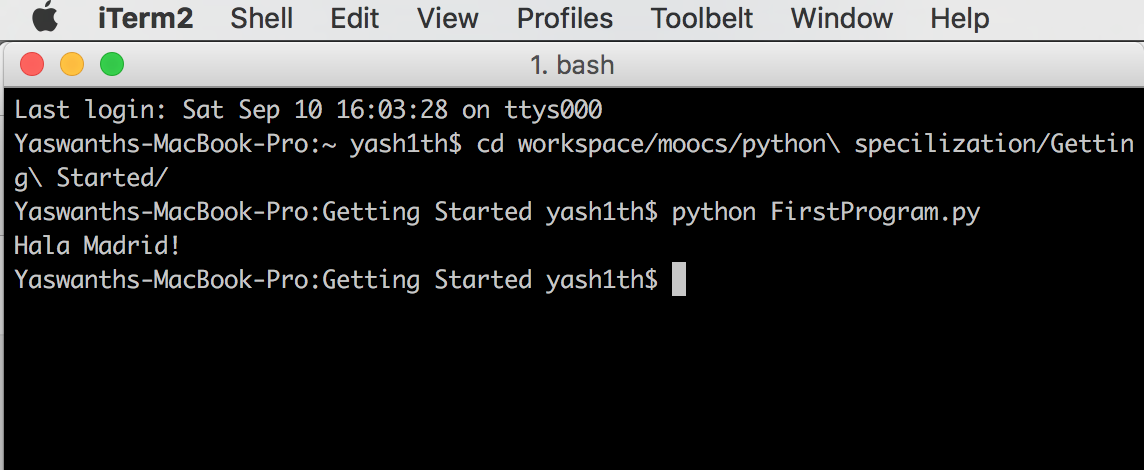 iTerm2 Shell Edit View Profiles Toolbelt Window Help
1. bash
Last login: Sat Sep 10 16:03:28 on ttys000
Yaswanths-MacBook-Pro:~ yash1th$ cd workspace/moocs/python\ specilization/Gettin
g\ Started/
Yaswanths-MacBook-Pro:Getting Started yash1th$ python FirstProgram.py
Hala Madrid!
Yaswanths-MacBook-Pro:Getting Started yash1th$